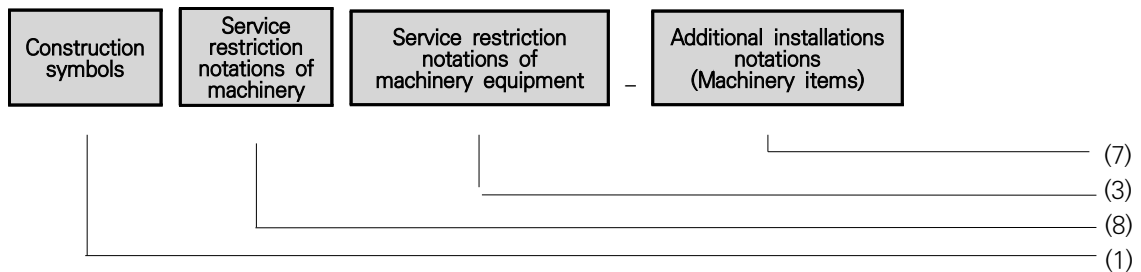 Construction
symbols
Service
restriction
notations of
machinery
Service restriction
notations of
machinery equipment
–
Additional installations
notations
(Machinery items)
(7)
(3)
(8)
(1)